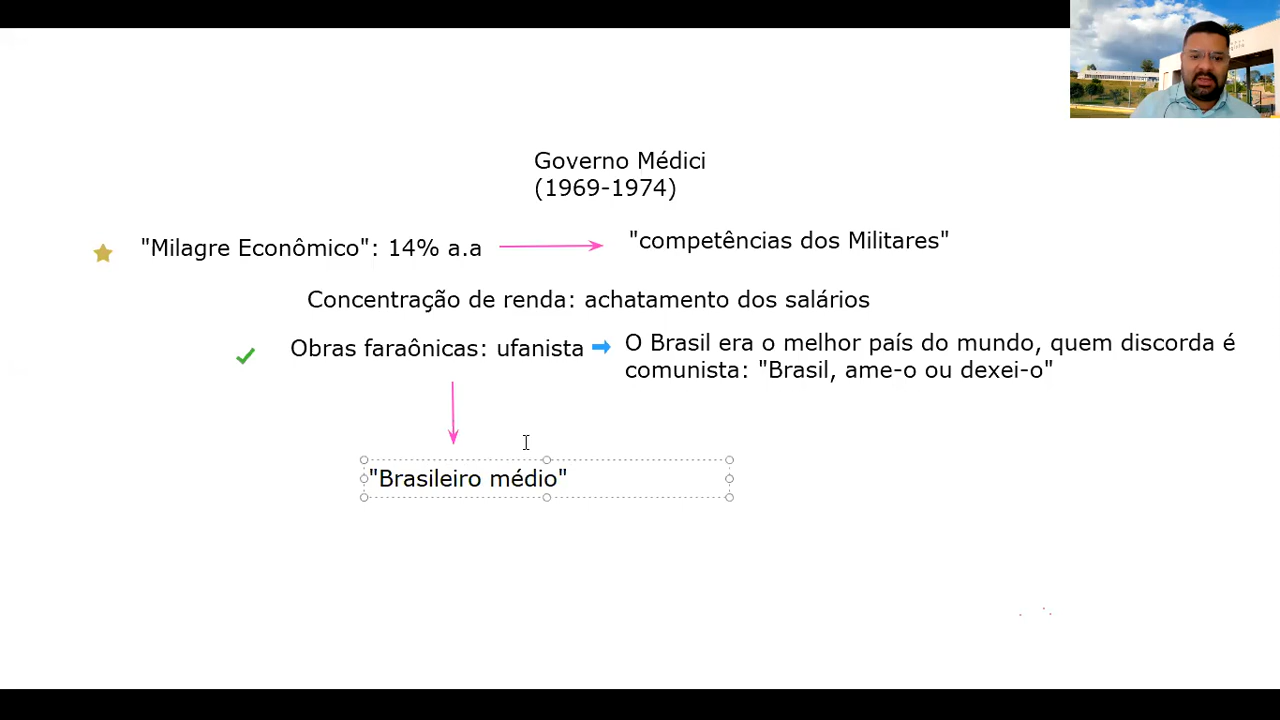 Governo Médici
(1969-1974)
"Milagre Econômico": 14% a.a
"competências dos Militares"
Concentração de renda: achatamento dos salários
Obras faraônicas: ufanista
O Brasil era o melhor país do mundo, quem discorda é
comunista: "Brasil, ame-o ou dexei-o"
"Brasileiro médio"